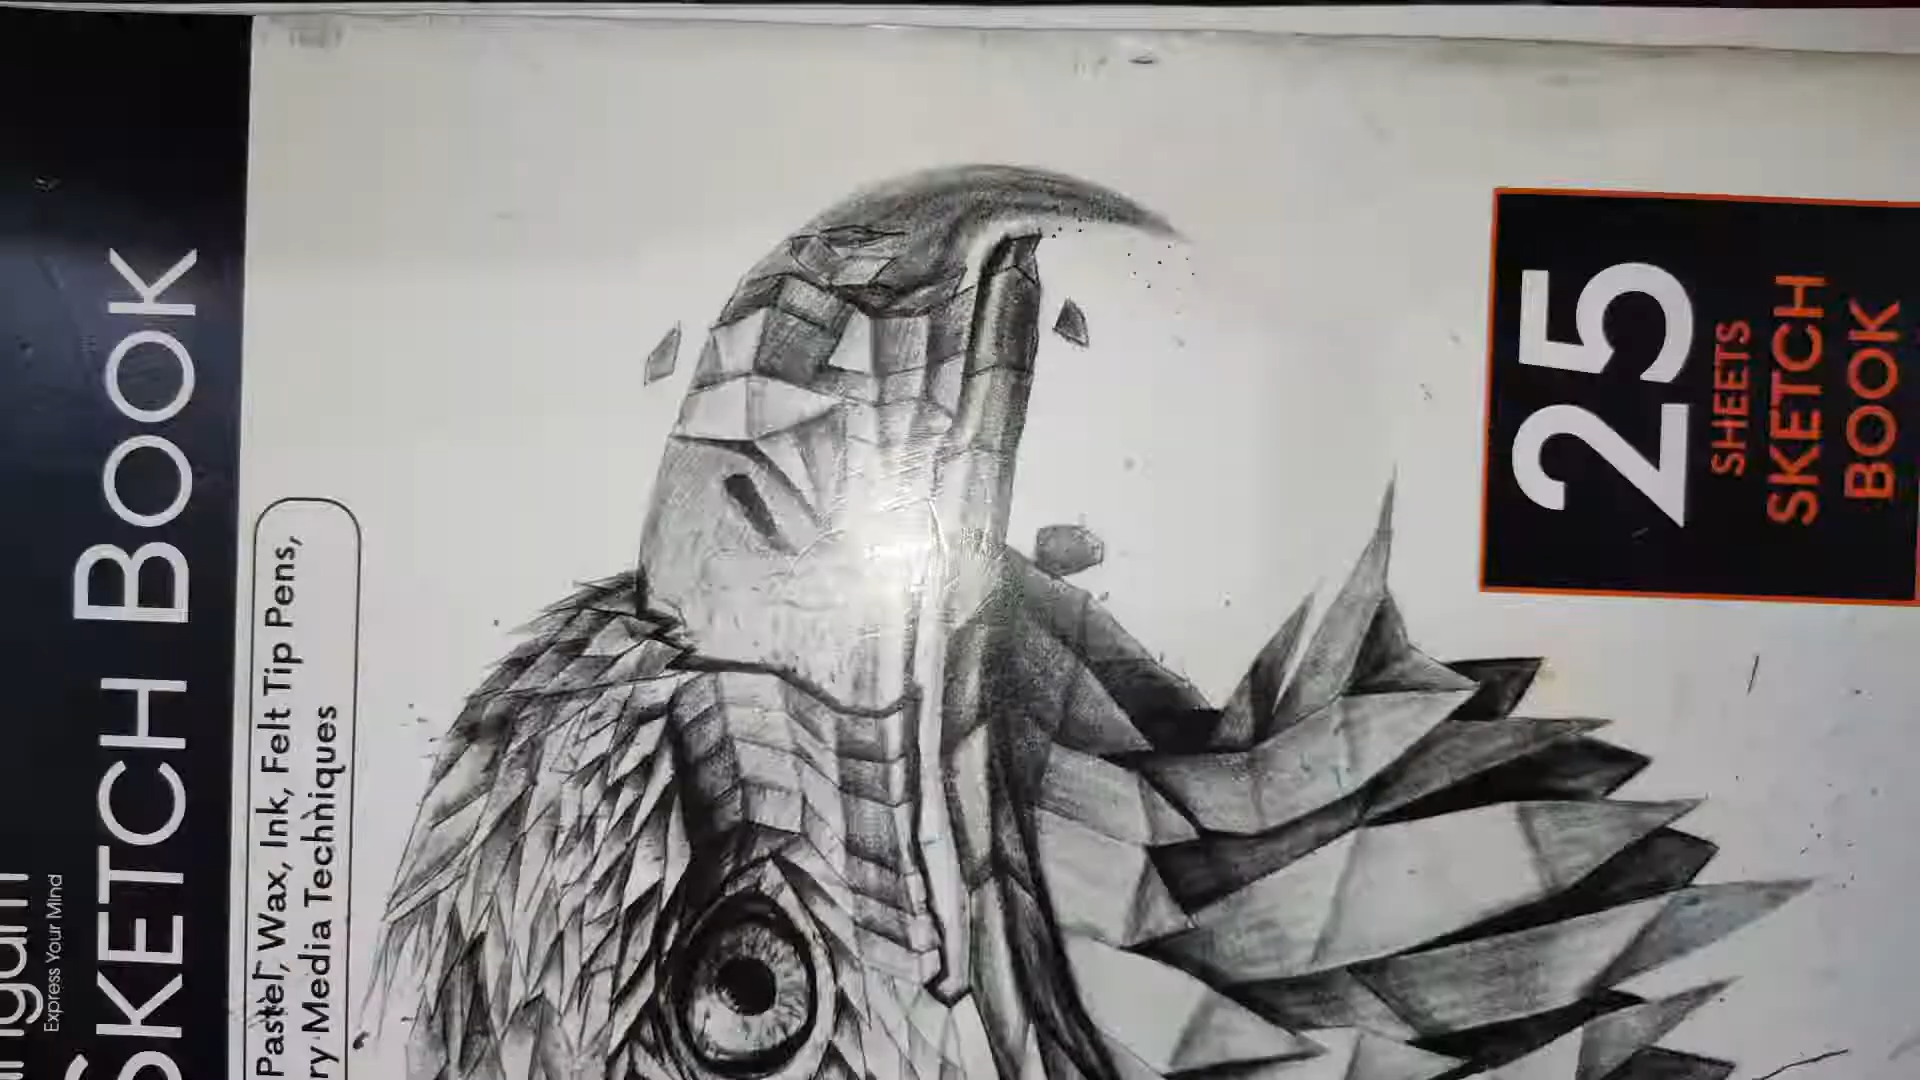 Express Your Mind
SKETCH BOOK
Pastel, Wax, Ink, Felt Tip Pens,
Media Techniques
25
SHEETS
SKETCH
BOOK